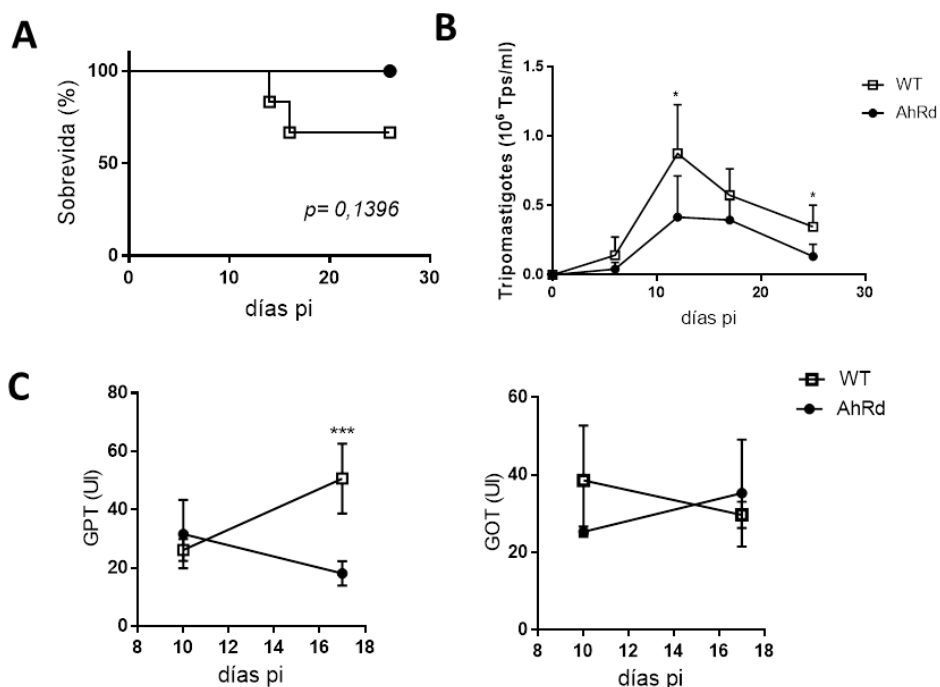 A
Sobrevida (%)
100
50
0
p= 0,1396
0
10
20
30
días pi
B
Tripomastigotes (10⁶ Tps/ml)
1.5
1.0
0.5
0.0
*
*
0
10
20
30
días pi
WT
AhRd
C
GPT (UI)
80
60
40
20
0
***
8
10
12
14
16
18
días pi
GOT (UI)
60
40
20
0
8
10
12
14
16
18
días pi
WT
AhRd